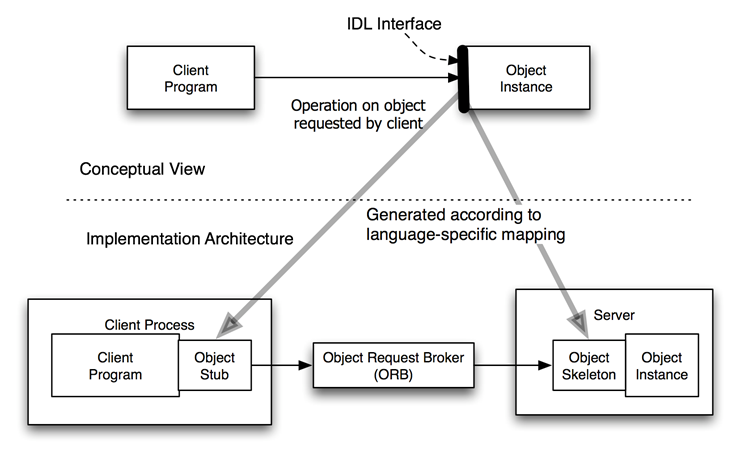 IDL Interface
Client
Program
Object
Instance
Operation on object
requested by client
Conceptual View
Generated according to
language-specific mapping
Implementation Architecture
Client Process
Client
Program
Object
Stub
Object Request Broker
(ORB)
Server
Object
Skeleton
Object
Instance